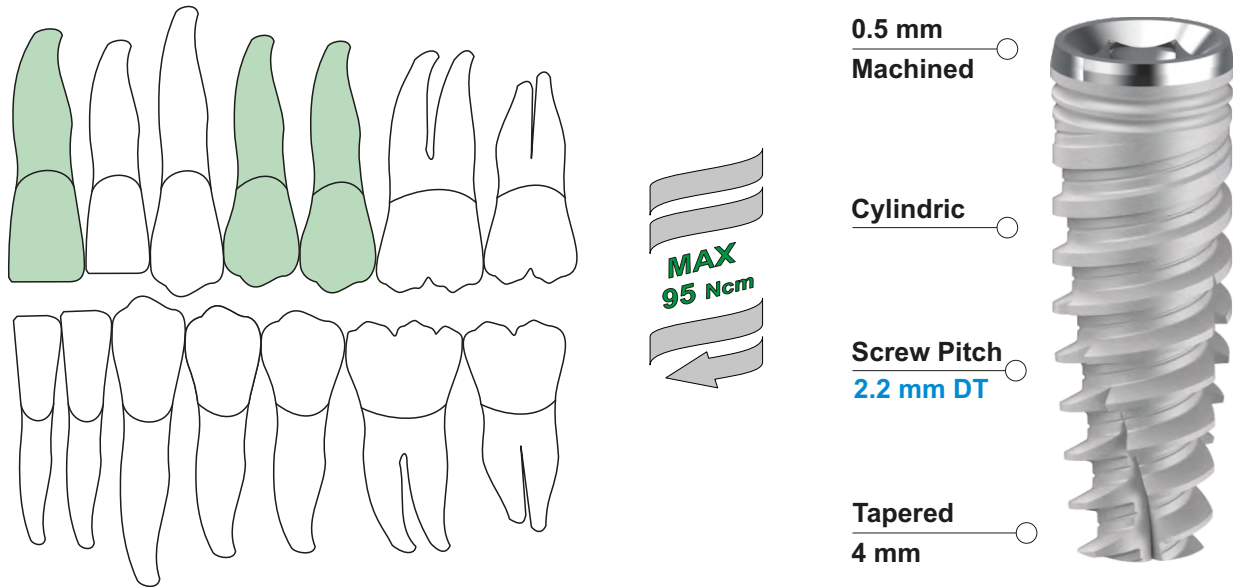 MAX
95 Ncm
0.5 mm
Machined
Cylindric
Screw Pitch
2.2 mm DT
Tapered
4 mm